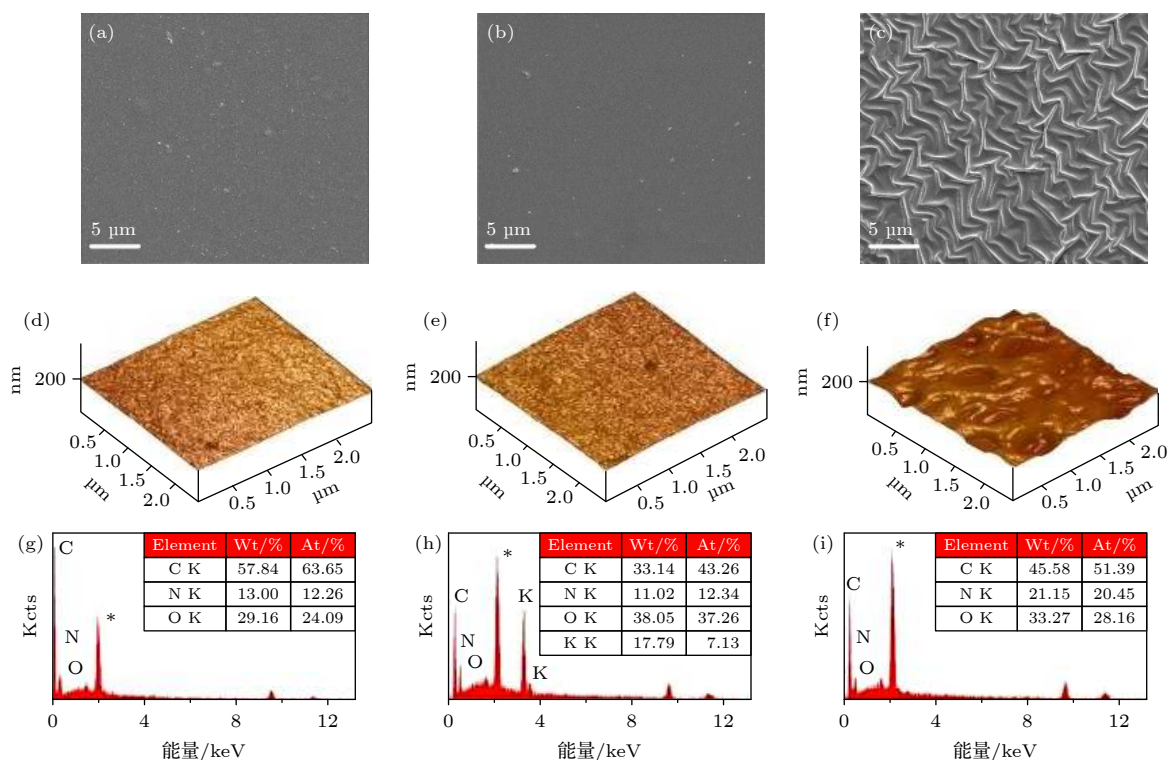 (a)
5 µm
(b)
5 µm
(c)
5 µm
(d)
nm
200
0.5
1.0
1.5
2.0
µm
0.5
1.0
1.5
2.0
µm
(e)
nm
200
0.5
1.0
1.5
2.0
µm
0.5
1.0
1.5
2.0
µm
(f)
nm
200
0.5
1.0
1.5
2.0
µm
0.5
1.0
1.5
2.0
µm
(g)
C
N
O
*
Element Wt/% At/%
C K 57.84 63.65
N K 13.00 12.26
O K 29.16 24.09
Kcts
0 4 8 12
能量/keV
(h)
C
N
O
*
K
K
Element Wt/% At/%
C K 33.14 43.26
N K 11.02 12.34
O K 38.05 37.26
K K 17.79 7.13
Kcts
0 4 8 12
能量/keV
(i)
C
N
O
*
Element Wt/% At/%
C K 45.58 51.39
N K 21.15 20.45
O K 33.27 28.16
Kcts
0 4 8 12
能量/keV